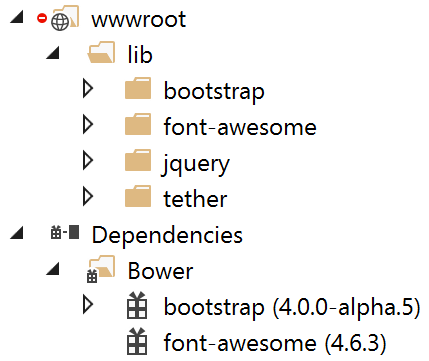 wwwroot
lib
bootstrap
font-awesome
jquery
tether
Dependencies
Bower
bootstrap (4.0.0-alpha.5)
font-awesome (4.6.3)